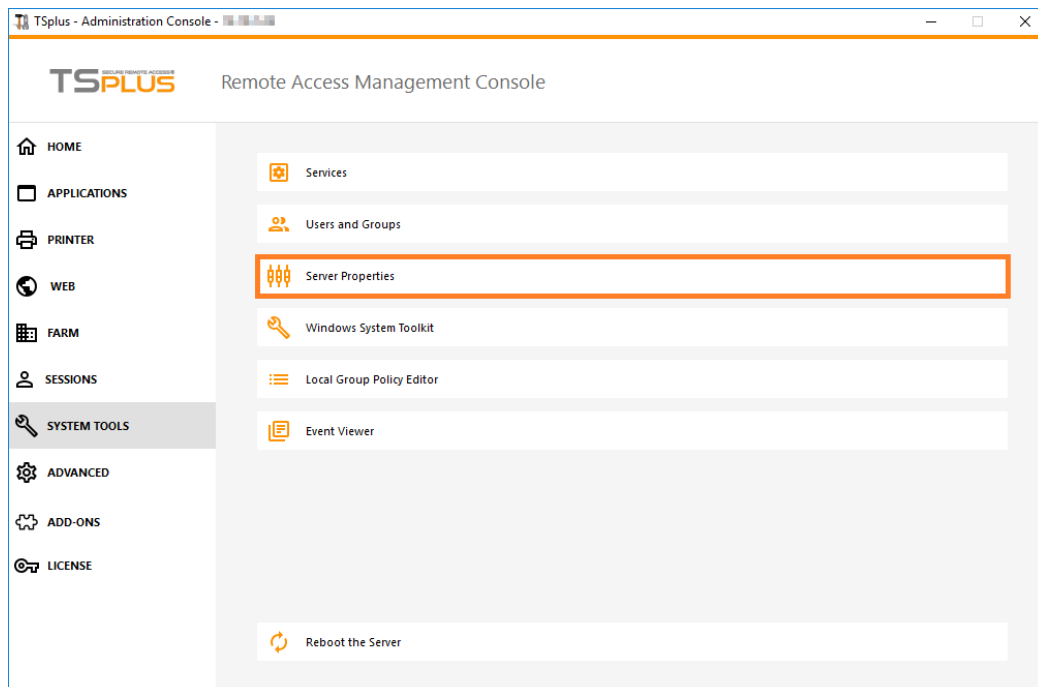 TSplus - Administration Console -
TSPLUS
SECURE REMOTE ACCESS
Remote Access Management Console
HOME
APPLICATIONS
PRINTER
WEB
FARM
SESSIONS
SYSTEM TOOLS
ADVANCED
ADD-ONS
LICENSE
Services
Users and Groups
Server Properties
Windows System Toolkit
Local Group Policy Editor
Event Viewer
Reboot the Server